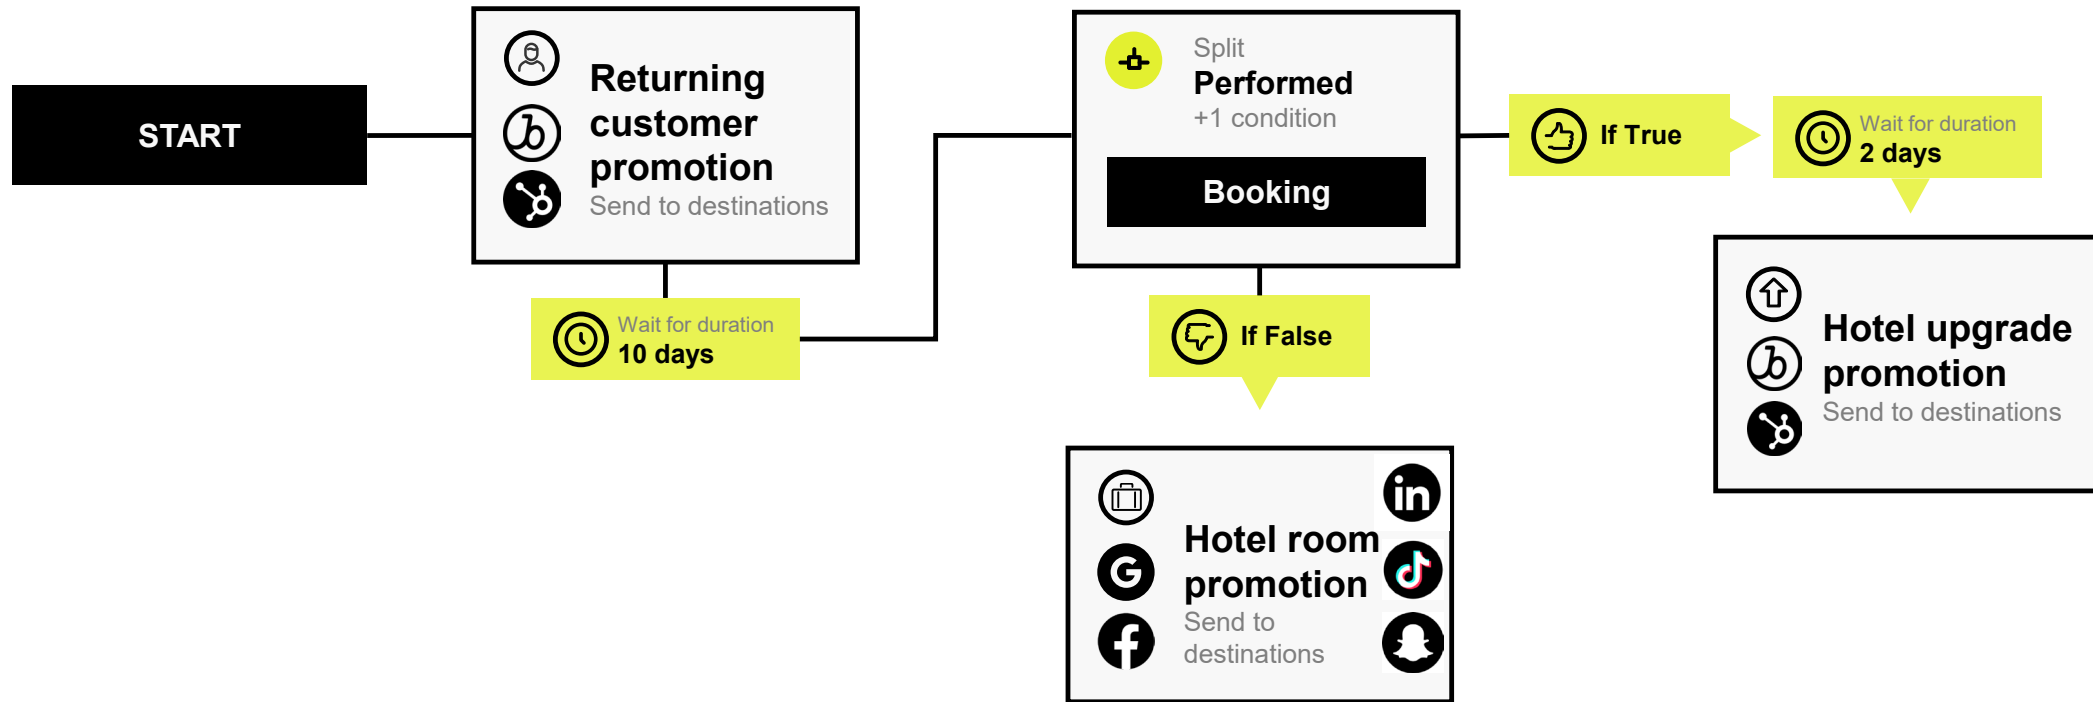 START
Returning
customer
promotion
Send to destinations
Wait for duration
10 days
Split
Performed
+1 condition
Booking
If True
Wait for duration
2 days
If False
Hotel upgrade
promotion
Send to destinations
Hotel room
promotion
Send to
destinations
in